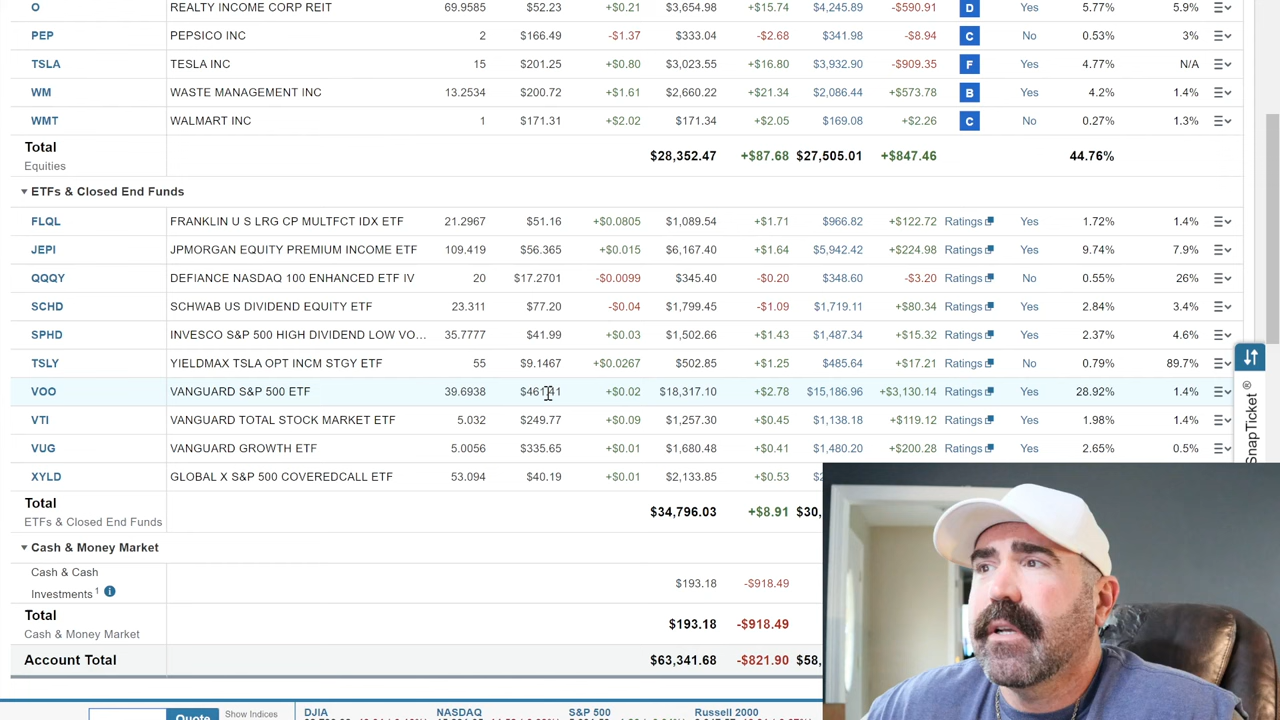 O REALTY INCOME CORP REIT 69.9585 $52.23 +$0.21 $3,654.98 +$15.74 $4,245.89 -$590.91 D Yes 5.77% 5.9%
PEP PEPSICO INC 2 $166.49 -$1.37 $333.04 -$2.68 $341.98 -$8.94 C No 0.53% 3%
TSLA TESLA INC 15 $201.25 +$0.80 $3,023.55 +$16.80 $3,932.90 -$909.35 F Yes 4.77% N/A
WM WASTE MANAGEMENT INC 13.2534 $200.72 +$1.61 $2,660.22 +$21.34 $2,086.44 +$573.78 B Yes 4.2% 1.4%
WMT WALMART INC 1 $171.31 +$2.02 $171.34 +$2.05 $169.08 +$2.26 C No 0.27% 1.3%
Total
Equities
$28,352.47 +$87.68 $27,505.01 +$847.46 44.76%
ETFs & Closed End Funds
FLQL FRANKLIN U S LRG CP MULTFCT IDX ETF 21.2967 $51.16 +$0.0805 $1,089.54 +$1.71 $966.82 +$122.72 Ratings Yes 1.72% 1.4%
JEPI JPMORGAN EQUITY PREMIUM INCOME ETF 109.419 $56.365 +$0.015 $6,167.40 +$1.64 $5,942.42 +$224.98 Ratings Yes 9.74% 7.9%
QQQY DEFIANCE NASDAQ 100 ENHANCED ETF IV 20 $17.2701 -$0.0099 $345.40 -$0.20 $348.60 -$3.20 Ratings No 0.55% 26%
SCHD SCHWAB US DIVIDEND EQUITY ETF 23.311 $77.20 -$0.04 $1,799.45 -$1.09 $1,719.11 +$80.34 Ratings Yes 2.84% 3.4%
SPHD INVESCO S&P 500 HIGH DIVIDEND LOW VO... 35.7777 $41.99 +$0.03 $1,502.66 +$1.43 $1,487.34 +$15.32 Ratings Yes 2.37% 4.6%
TSLY YIELDMAX TSLA OPT INCM STGY ETF 55 $9.1467 +$0.0267 $502.85 +$1.25 $485.64 +$17.21 Ratings No 0.79% 89.7%
VOO VANGUARD S&P 500 ETF 39.6938 +$0.02 $18,317.10 +$2.78 $15,186.96 +$3,130.14 Ratings Yes 28.92% 1.4%
VTI VANGUARD TOTAL STOCK MARKET ETF 5.032 $249.77 +$0.09 $1,257.30 +$0.45 $1,138.18 +$119.12 Ratings Yes 1.98% 1.4%
VUG VANGUARD GROWTH ETF 5.0056 $335.65 +$0.01 $1,680.48 +$0.41 $1,480.20 +$200.28 Ratings Yes 2.65% 0.5%
XYLD GLOBAL X S&P 500 COVEREDCALL ETF 53.094 $40.19 +$0.01 $2,133.85 +$0.53
Total
ETFs & Closed End Funds
$34,796.03 +$8.91 $30,
Cash & Money Market
Cash & Cash
Investments 1
$193.18 -$918.49
Total
Cash & Money Market
$193.18 -$918.49
Account Total $63,341.68 -$821.90 $58,
SnapTicket®
Quote Show Indices DJIA NASDAQ S&P 500 Russell 2000